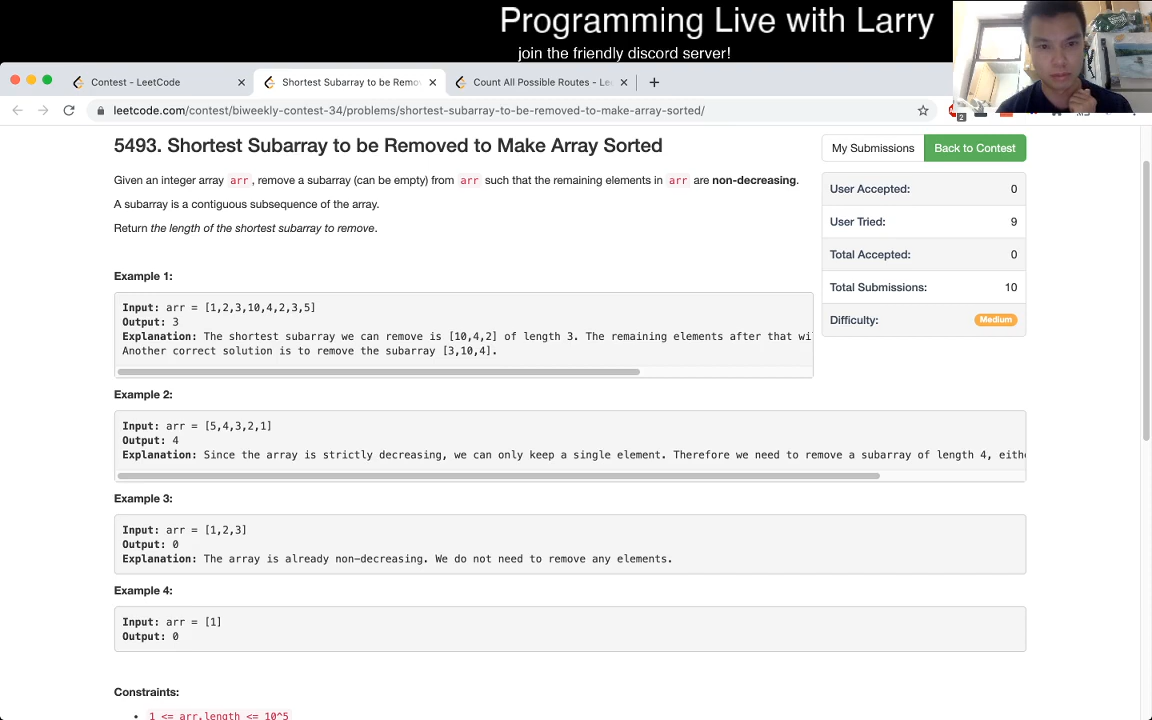 Programming Live with Larry
join the friendly discord server!
Contest - LeetCode
Shortest Subarray to be Remo
Count All Possible Routes - Le
leetcode.com/contest/biweekly-contest-34/problems/shortest-subarray-to-be-removed-to-make-array-sorted/
2
5493. Shortest Subarray to be Removed to Make Array Sorted
My Submissions
Back to Contest
Given an integer array arr, remove a subarray (can be empty) from arr such that the remaining elements in arr are non-decreasing.
A subarray is a contiguous subsequence of the array.
Return the length of the shortest subarray to remove.
User Accepted: 0
User Tried: 9
Total Accepted: 0
Total Submissions: 10
Difficulty: Medium
Example 1:
Input: arr = [1,2,3,10,4,2,3,5]
Output: 3
Explanation: The shortest subarray we can remove is [10,4,2] of length 3. The remaining elements after that wi
Another correct solution is to remove the subarray [3,10,4].
Example 2:
Input: arr = [5,4,3,2,1]
Output: 4
Explanation: Since the array is strictly decreasing, we can only keep a single element. Therefore we need to remove a subarray of length 4, eithe
Example 3:
Input: arr = [1,2,3]
Output: 0
Explanation: The array is already non-decreasing. We do not need to remove any elements.
Example 4:
Input: arr = [1]
Output: 0
Constraints:
1 <= arr.length <= 10^5